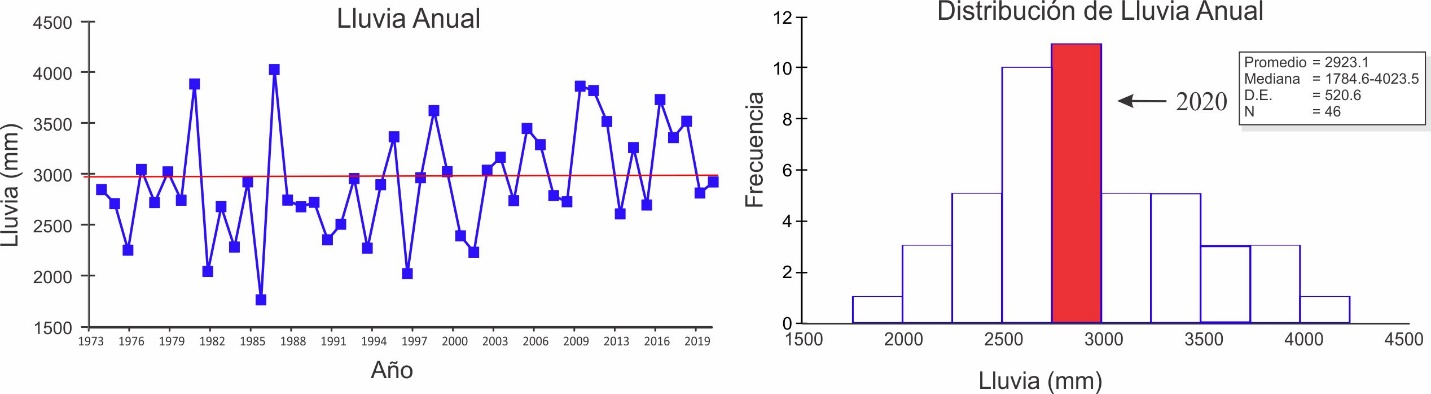 Lluvia Anual
Lluvia (mm)
4500
4000
3500
3000
2500
2000
1500
1973 1976 1979 1982 1985 1988 1991 1994 1997 2000 2003 2006 2009 2013 2016 2019
Año
Distribución de Lluvia Anual
Frecuencia
12
10
8
6
4
2
0
Promedio = 2923.1
Mediana = 1784.6-4023.5
D.E. = 520.6
N = 46
2020
1500 2000 2500 3000 3500 4000 4500
Lluvia (mm)